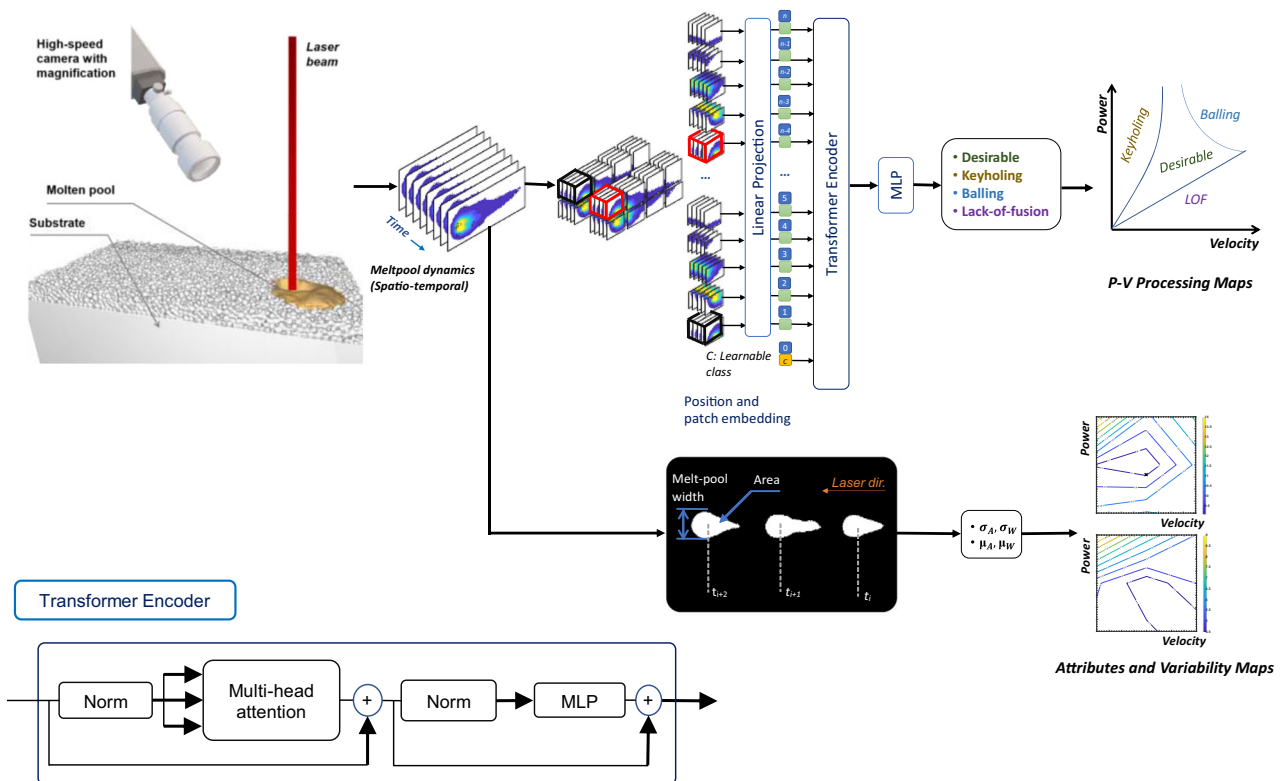 High-speed
camera with
magnification
Laser
beam
Molten pool
Substrate
Time
Meltpool dynamics
(Spatio-temporal)
...
Linear Projection
n
n-1
n-2
n-3
n-4
...
5
4
3
2
1
0
c
C: Learnable
class
Position and
patch embedding
Transformer Encoder
MLP
• Desirable
• Keyholing
• Balling
• Lack-of-fusion
Power
Keyholing
Balling
Desirable
LOF
Velocity
P-V Processing Maps
Melt-pool
width
Area
Laser dir.
t_{i+2}
t_{i+1}
t_i
• σ_A, σ_W
• μ_A, μ_W
Power
Velocity
Power
Velocity
Attributes and Variability Maps
Transformer Encoder
Norm
Multi-head
attention
+
Norm
MLP
+